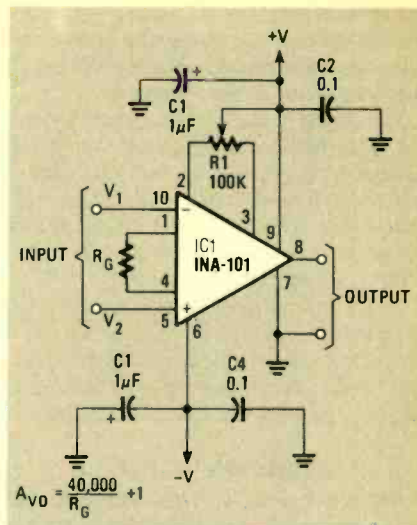 +V
C1
1µF
C2
0.1
R1
100K
2
3
V1
10
−
1
9
INPUT
RG
IC1
INA-101
8
4
7
OUTPUT
V2
+
5
6
C1
1µF
C4
0.1
−V
AVO = 40,000/RG +1